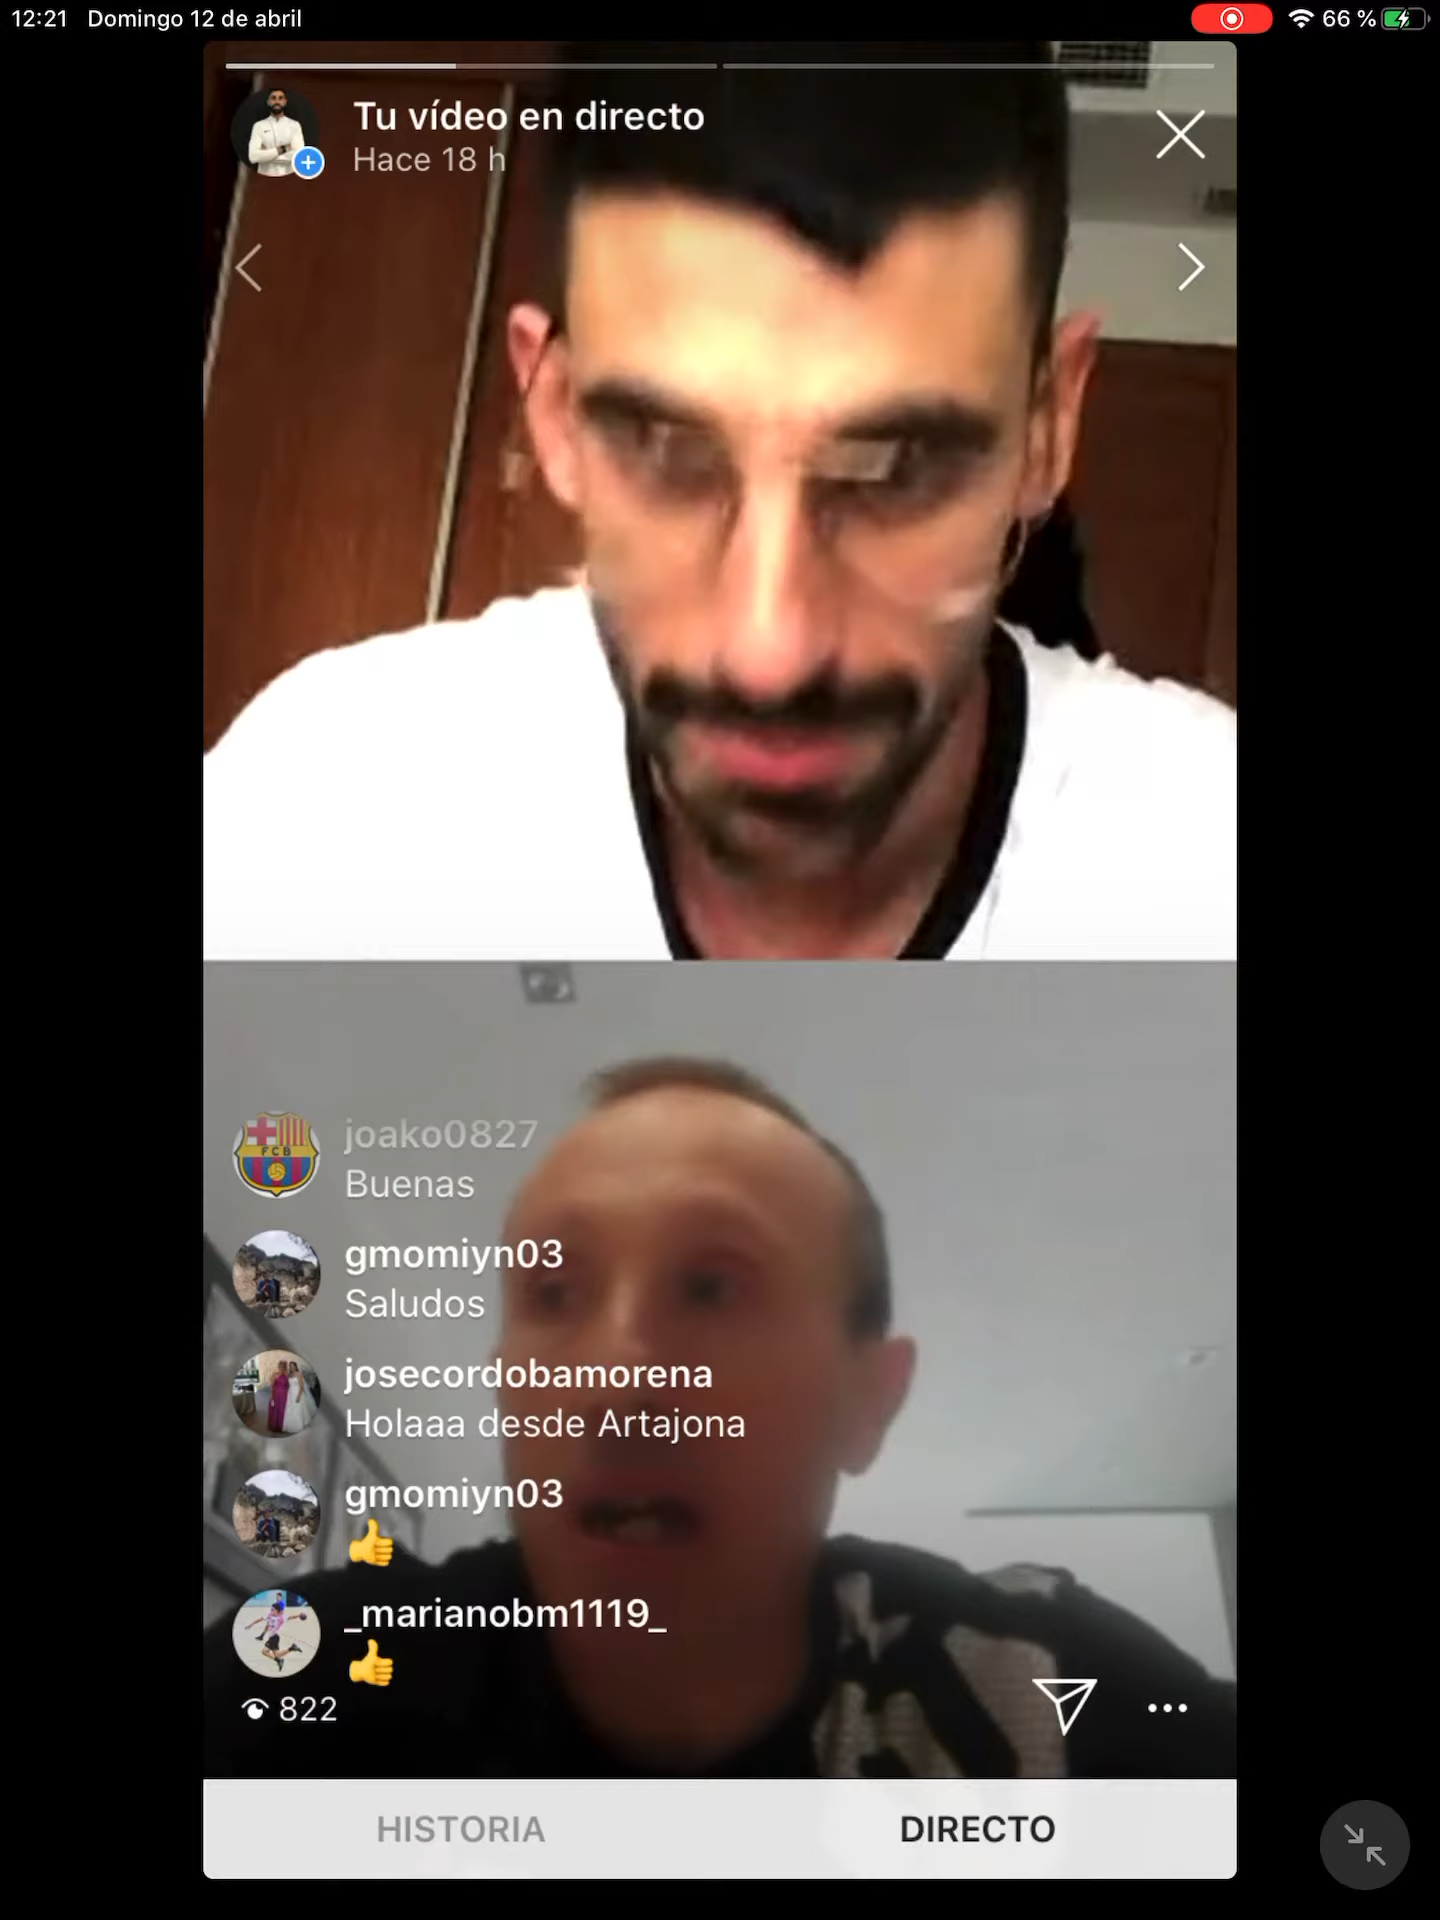 12:21 Domingo 12 de abril
66 %
Tu vídeo en directo
Hace 18 h
joako0827
FCB
Buenas
gmomiyn03
Saludos
josecordobamorena
Holaaa desde Artajona
gmomiyn03
_marianobm1119_
822
HISTORIA
DIRECTO